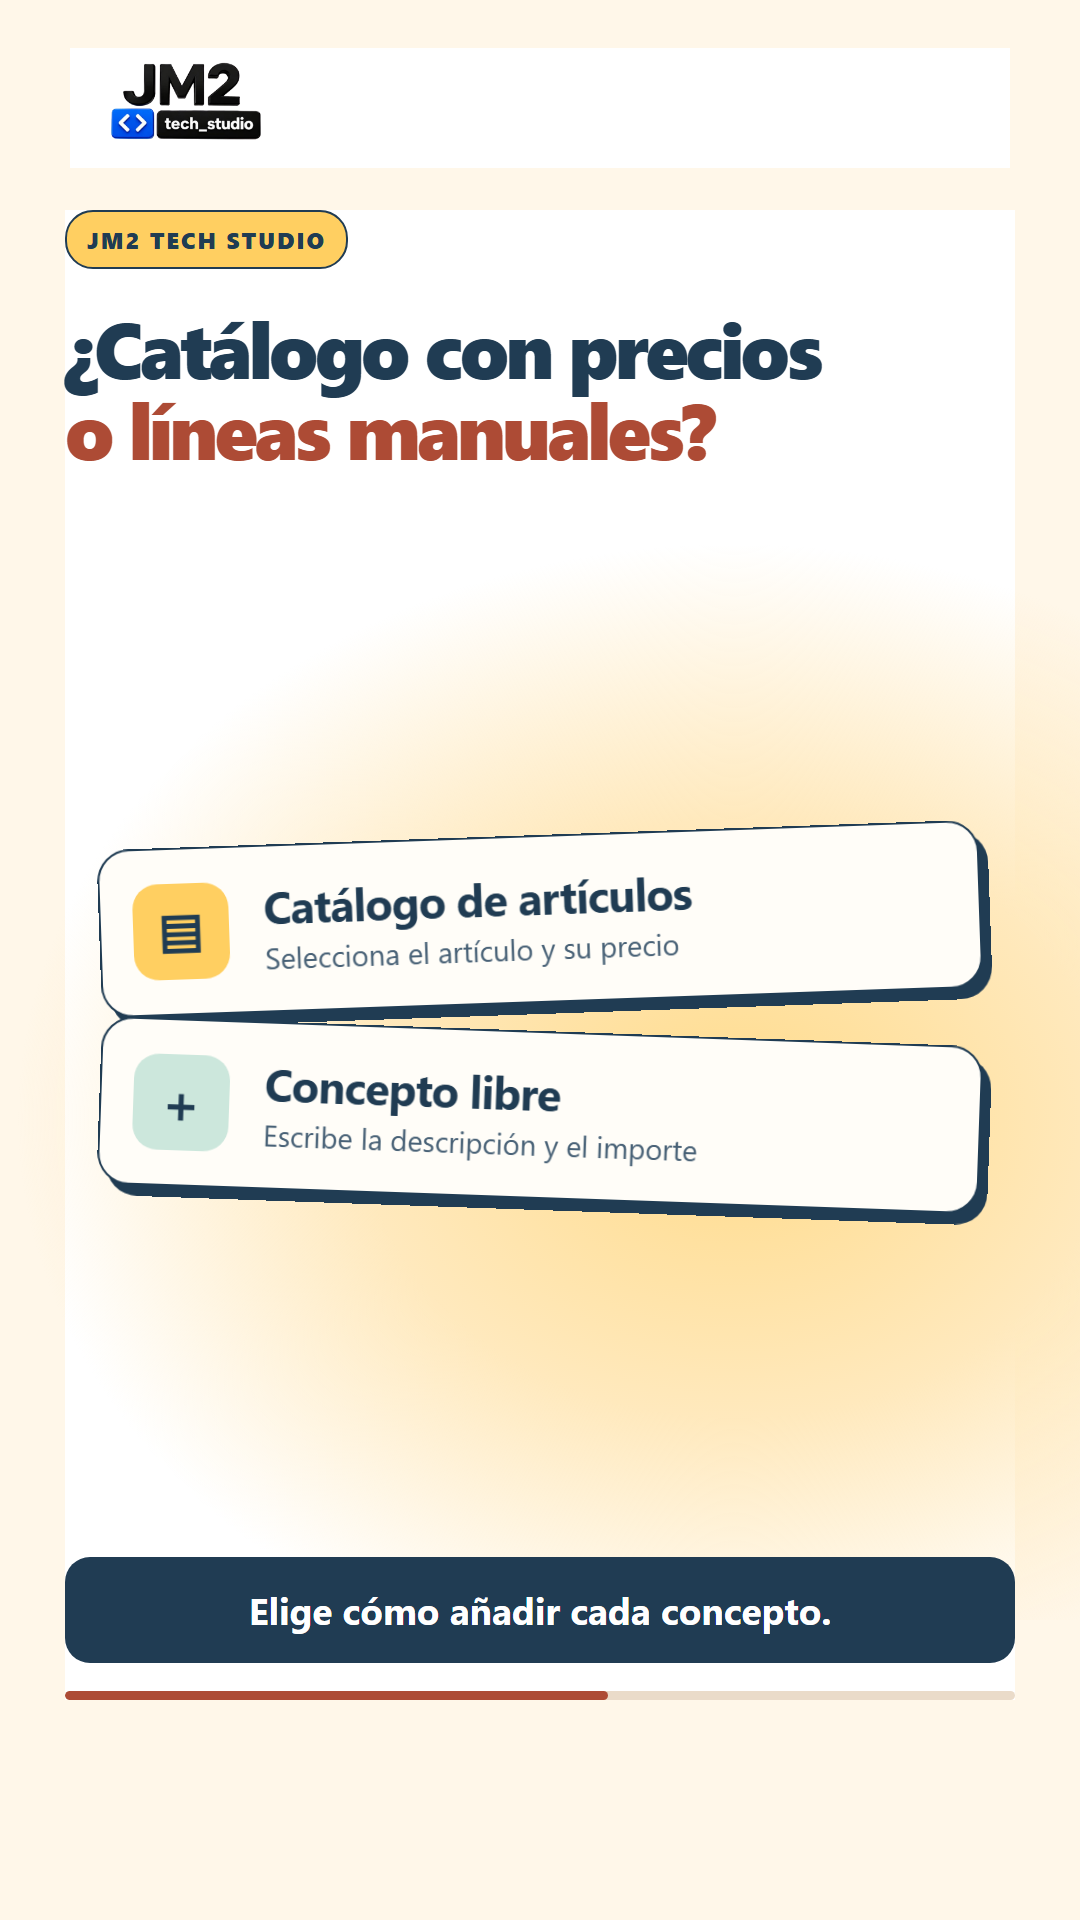 JM2
<> tech_studio
JM2 TECH STUDIO
¿Catálogo con precios
o líneas manuales?
Catálogo de artículos
Selecciona el artículo y su precio
+
Concepto libre
Escribe la descripción y el importe
Elige cómo añadir cada concepto.